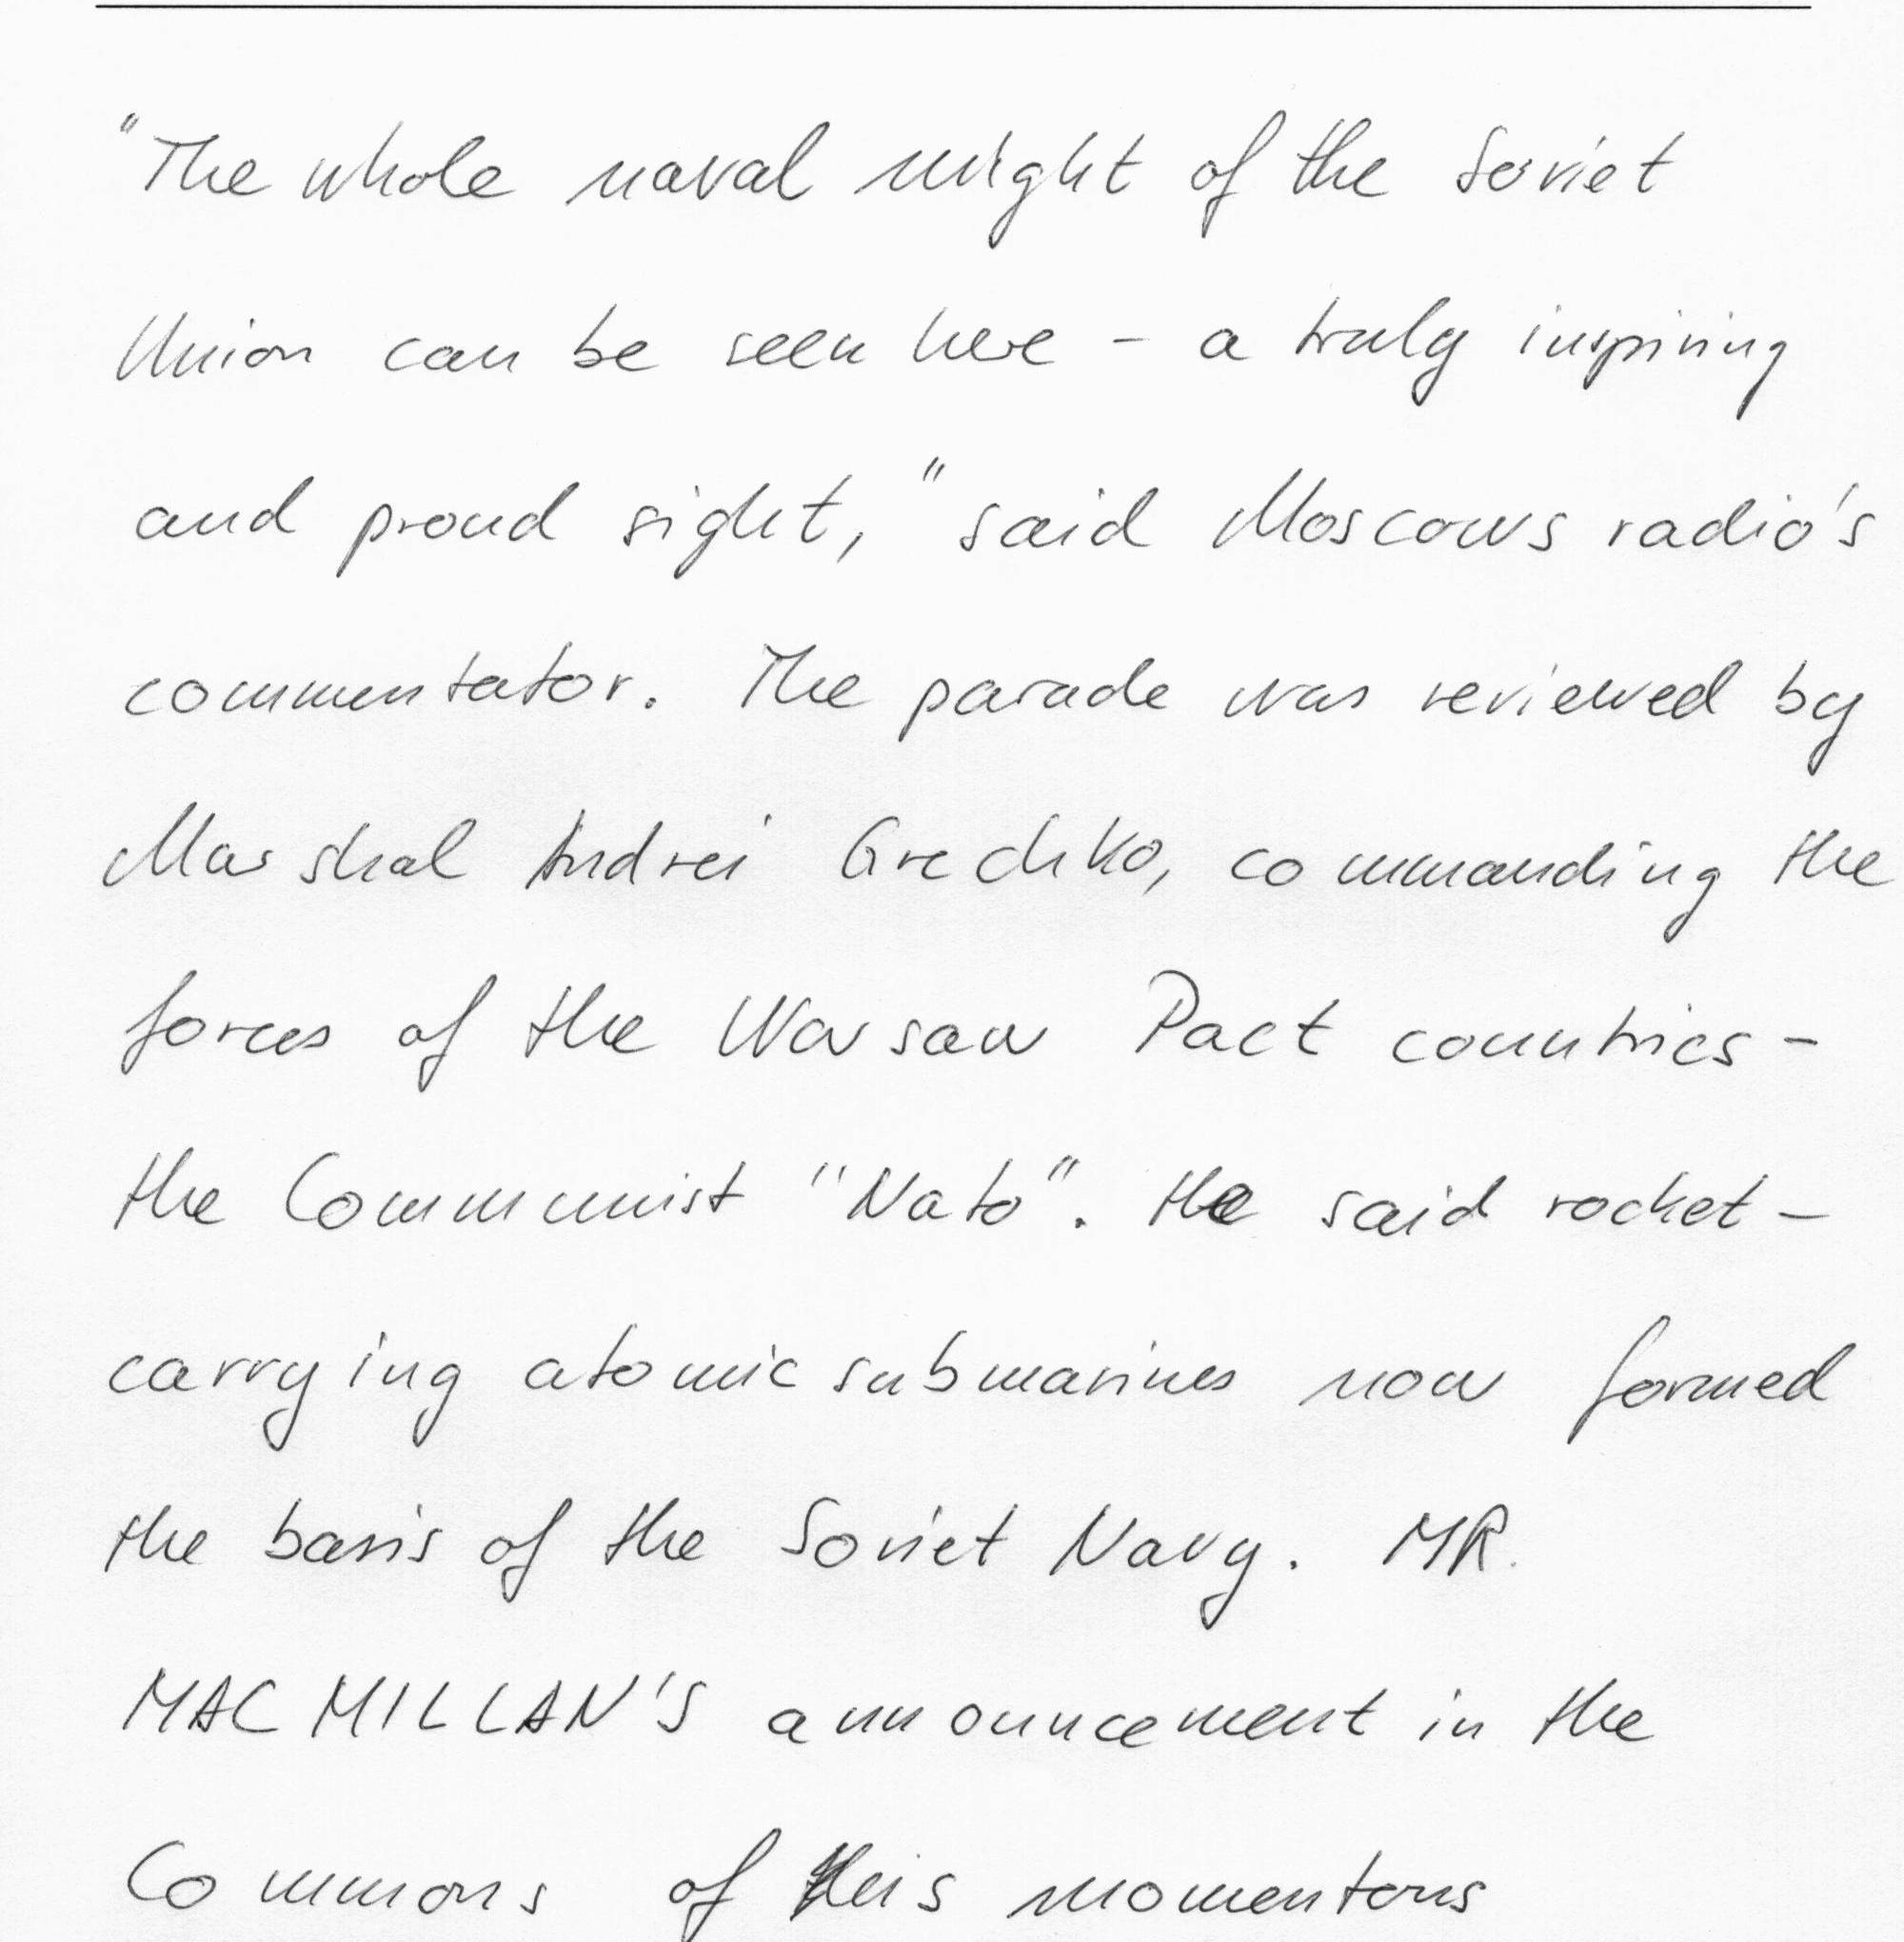 "The whole naval might of the Soviet
Union can be seen here - a truly inspiring
and proud sight," said Moscows radio's
commentator. The parade was reviewed by
Marshal Andrei Grechko, commanding the
forces of the Warsaw Pact countries -
the Communist "Nato". He said rocket-
carrying atomic submarines now formed
the basis of the Soviet Navy. MR.
MACMILLAN'S announcement in the
Commons of this momentous